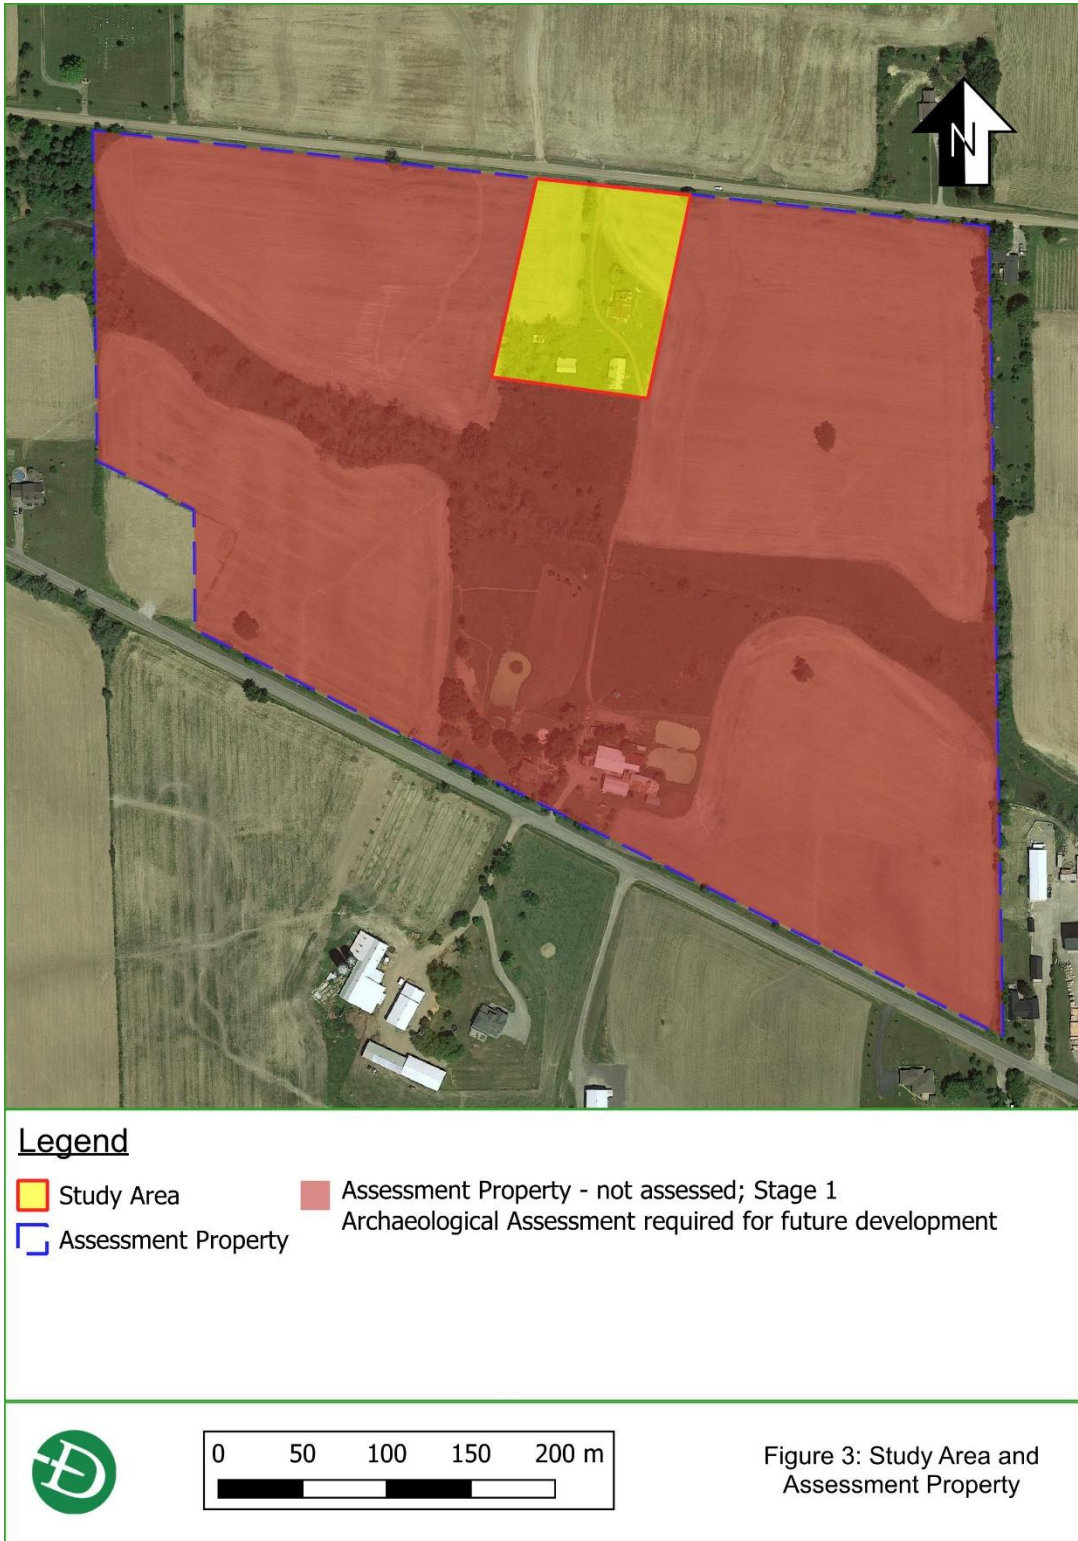 N
Legend
Study Area
Assessment Property
Assessment Property - not assessed; Stage 1
Archaeological Assessment required for future development
D
0 50 100 150 200 m
Figure 3: Study Area and
Assessment Property